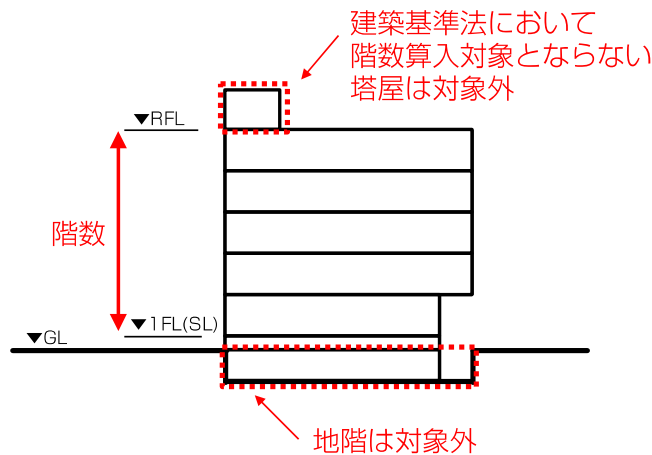 建築基準法において
階数算入対象とならない
塔屋は対象外
▼RFL
階数
▼1FL(SL)
▼GL
地階は対象外